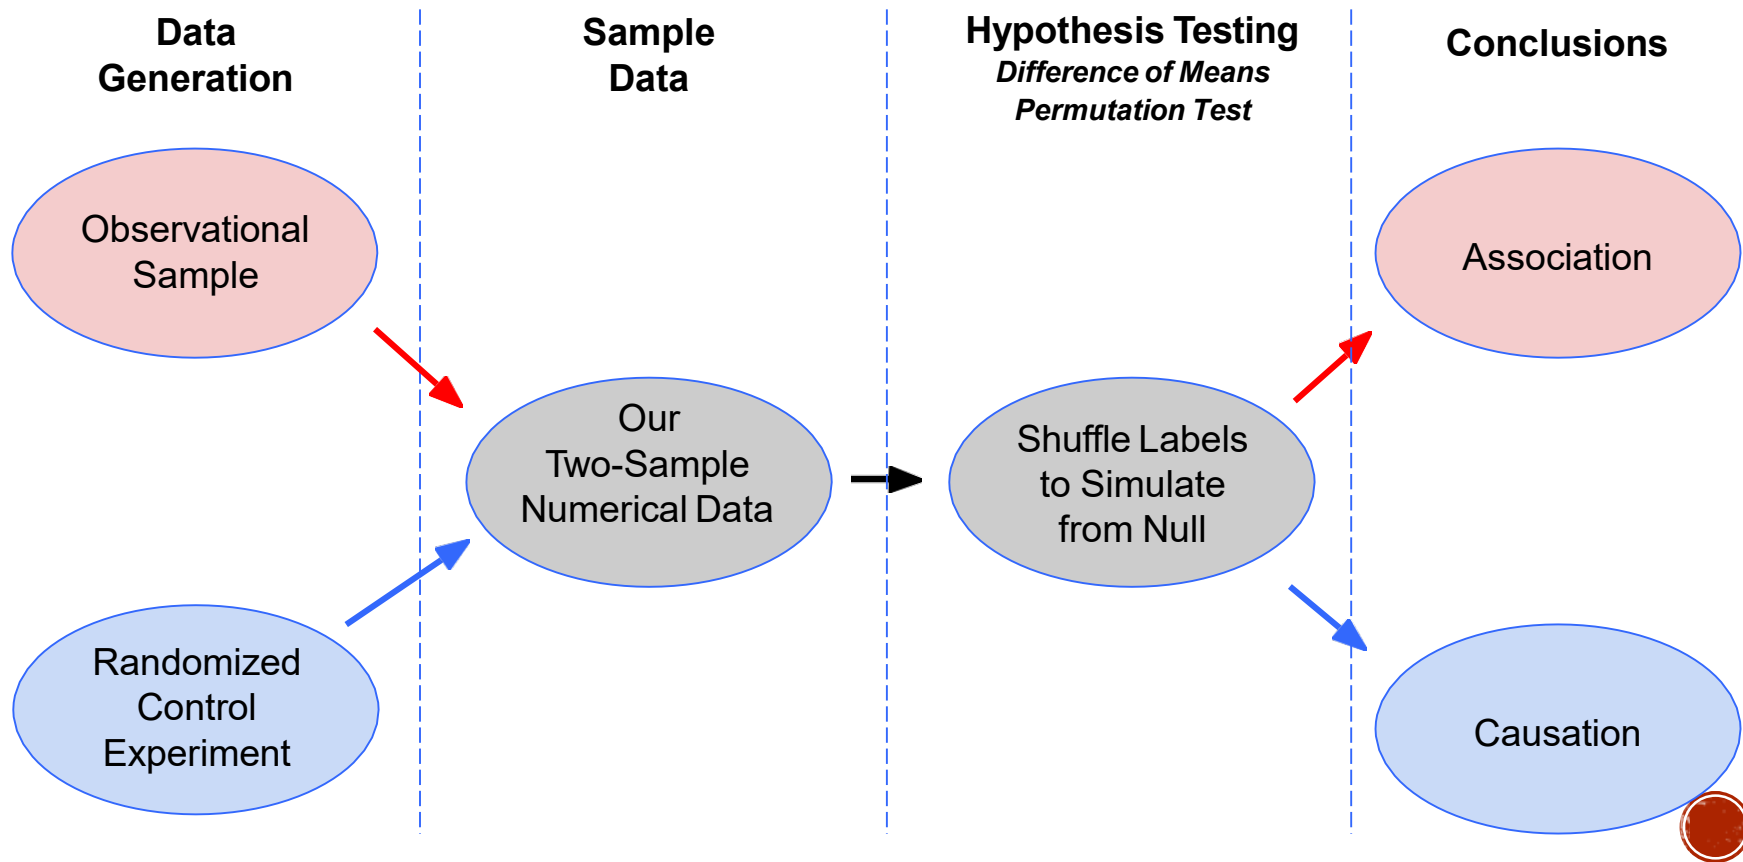 Data
Generation
Sample
Data
Hypothesis Testing
Difference of Means
Permutation Test
Conclusions
Observational
Sample
Randomized
Control
Experiment
Our
Two-Sample
Numerical Data
Shuffle Labels
to Simulate
from Null
Association
Causation